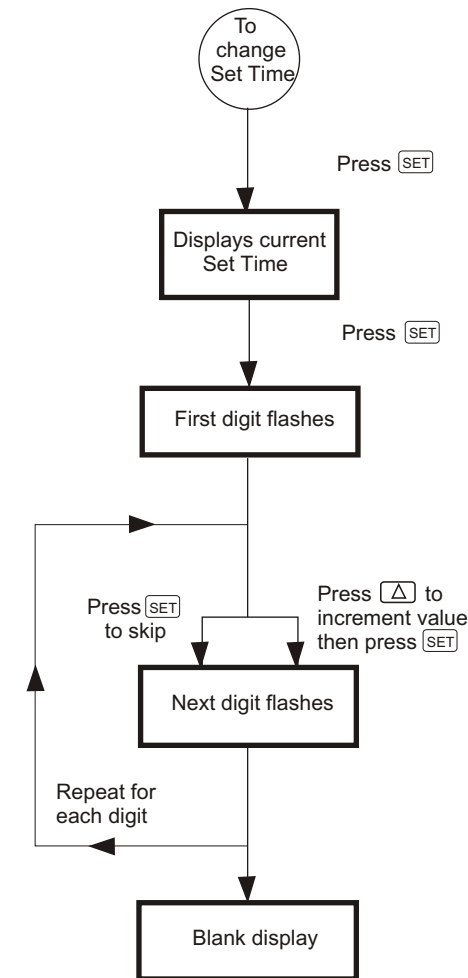 To
change
Set Time
Press SET
Displays current
Set Time
Press SET
First digit flashes
Press SET
to skip
Press △ to
increment value
then press SET
Next digit flashes
Repeat for
each digit
Blank display